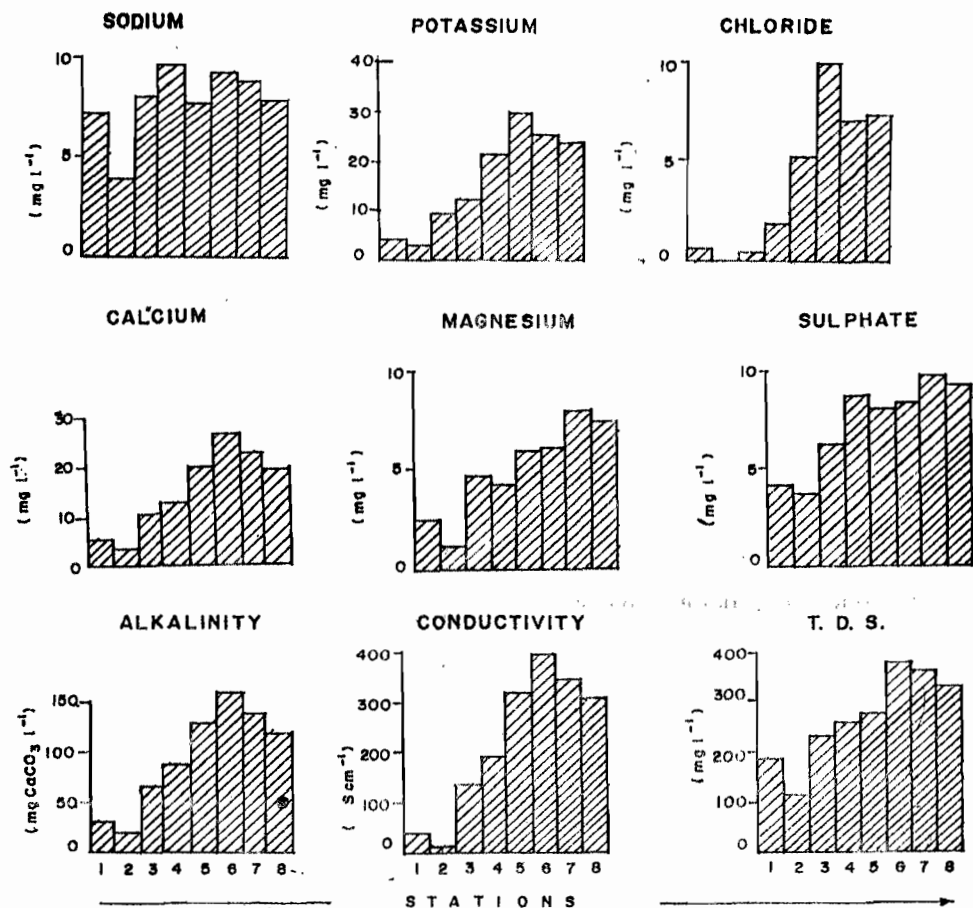 SODIUM
10
5
0
(mg l⁻¹)
POTASSIUM
40
30
20
10
0
(mg l⁻¹)
CHLORIDE
10
5
0
(mg l⁻¹)
CALCIUM
30
20
10
0
(mg l⁻¹)
MAGNESIUM
10
5
0
(mg l⁻¹)
SULPHATE
10
5
0
(mg l⁻¹)
ALKALINITY
150
100
50
0
(mg CaCO₃ l⁻¹)
1 2 3 4 5 6 7 8
CONDUCTIVITY
400
300
200
100
0
( S cm⁻¹)
1 2 3 4 5 6 7 8
T. D. S.
400
300
200
100
0
(mg l⁻¹)
1 2 3 4 5 6 7 8
STATIONS